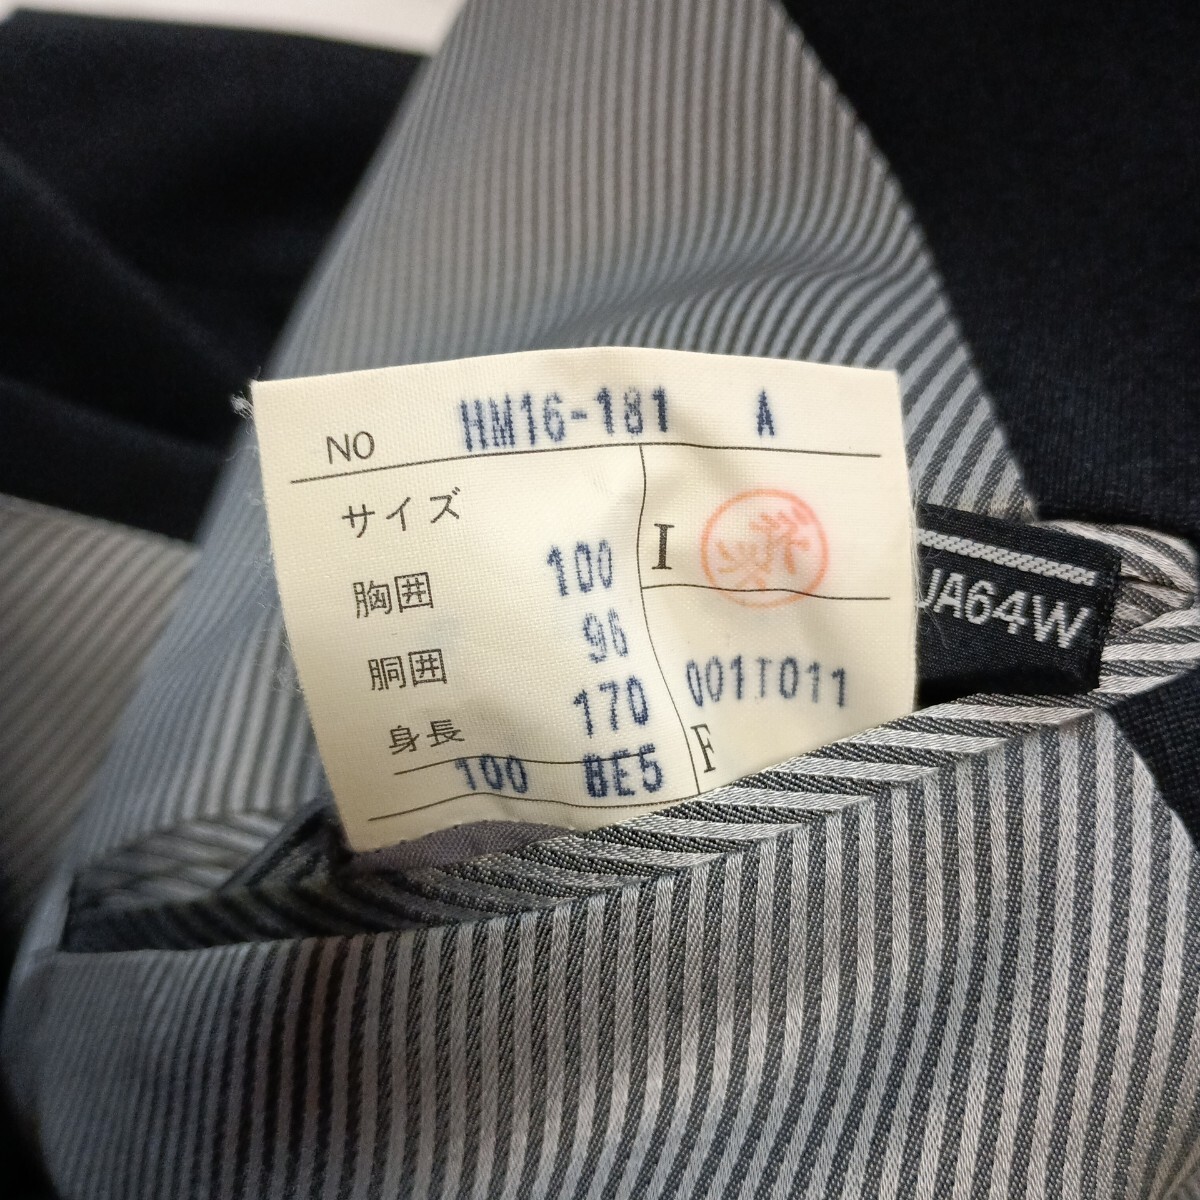 NO HM16-181 A
サイズ
胸囲 100
胴囲 96
身長 170
100 BE5
I
001T011
F
JA64W